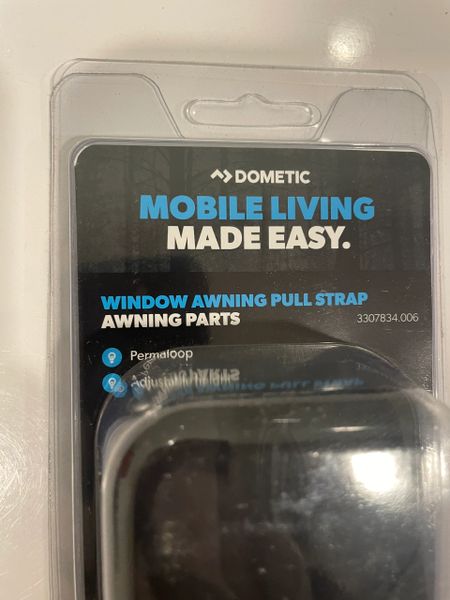 DOMETIC
MOBILE LIVING
MADE EASY.
WINDOW AWNING PULL STRAP
AWNING PARTS
3307834.006
Permaloop